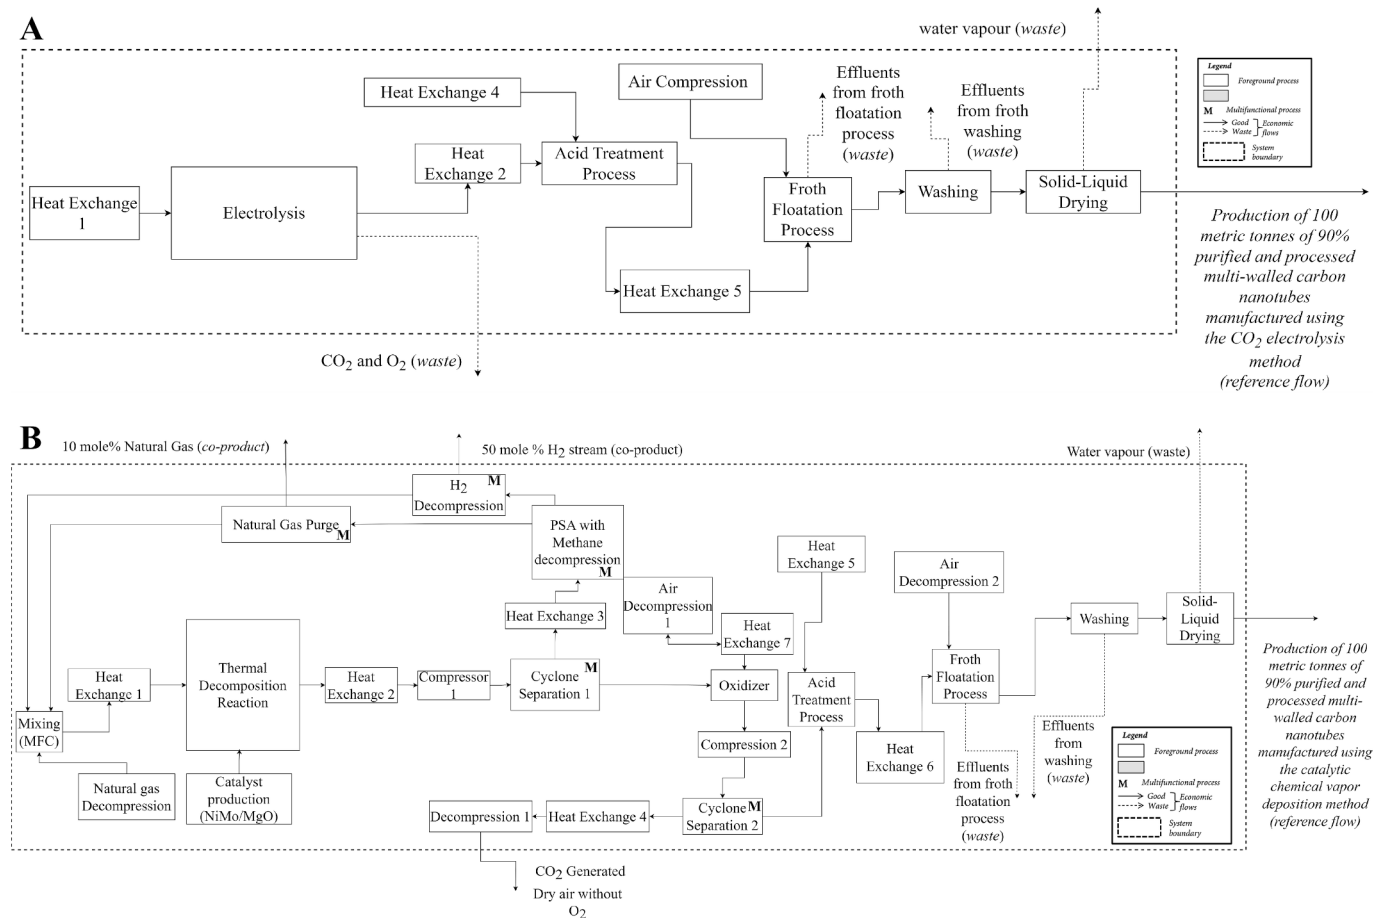 A
water vapour (waste)
Heat Exchange 4
Air Compression
Effluents
from froth
floatation
process
(waste)
Effluents
from froth
washing
(waste)
Legend
Foreground process
M Multifunctional process
Good
Waste
Economic
flows
System
boundary
Heat Exchange
1
Electrolysis
Heat
Exchange 2
Acid Treatment
Process
Froth
Floatation
Process
Washing
Solid-Liquid
Drying
Heat Exchange 5
CO2 and O2 (waste)
Production of 100
metric tonnes of 90%
purified and processed
multi-walled carbon
nanotubes
manufactured using
the CO2 electrolysis
method
(reference flow)
B
10 mole% Natural Gas (co-product)
50 mole % H2 stream (co-product)
Water vapour (waste)
H2
Decompression
M
Natural Gas Purge
M
PSA with
Methane
decompression
M
Heat
Exchange 5
Air
Decompression 2
Air
Decompression
1
Heat Exchange 3
Heat
Exchange 7
Washing
Solid-
Liquid
Drying
Mixing
(MFC)
Heat
Exchange 1
Thermal
Decomposition
Reaction
Heat
Exchange 2
Compressor
1
Cyclone
Separation 1
M
Oxidizer
Acid
Treatment
Process
Froth
Floatation
Process
Natural gas
Decompression
Catalyst
production
(NiMo/MgO)
Compression 2
Heat
Exchange 6
Decompression 1
Heat Exchange 4
Cyclone
Separation 2
M
Effluents
from froth
floatation
process
(waste)
Effluents
from
washing
(waste)
CO2 Generated
Dry air without
O2
Legend
Foreground process
M Multifunctional process
Good
Waste
Economic
flows
System
boundary
Production of 100
metric tonnes of
90% purified and
processed multi-
walled carbon
nanotubes
manufactured using
the catalytic
chemical vapor
deposition method
(reference flow)